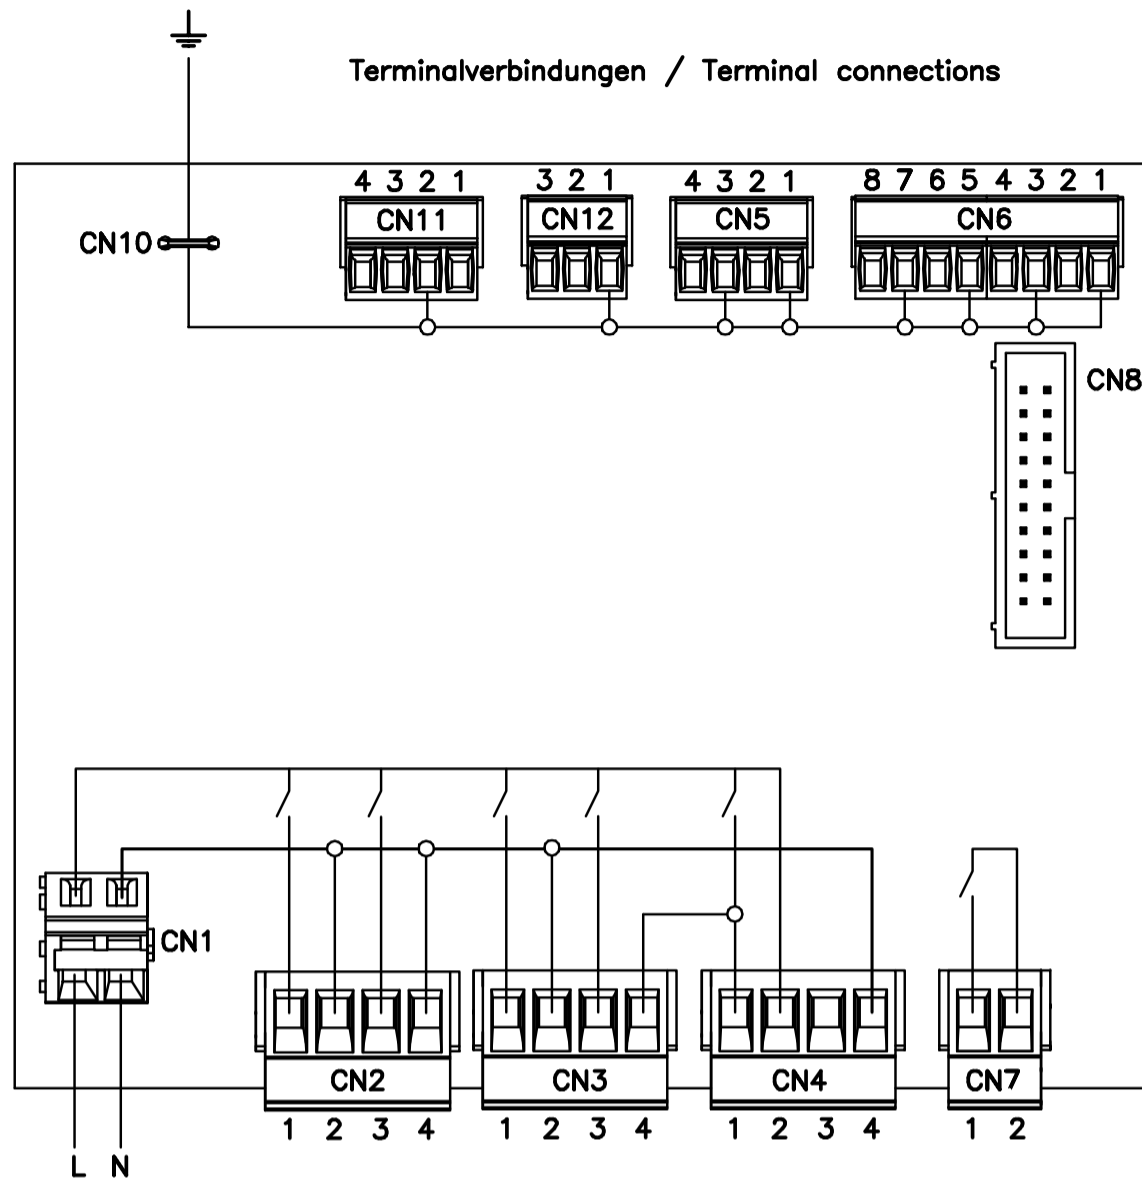 Terminalverbindungen / Terminal connections
4 3 2 1
3 2 1
4 3 2 1
8 7 6 5 4 3 2 1
CN11
CN12
CN5
CN6
CN10
CN8
CN1
CN2
CN3
CN4
CN7
1 2 3 4
1 2 3 4
1 2 3 4
1 2
L N